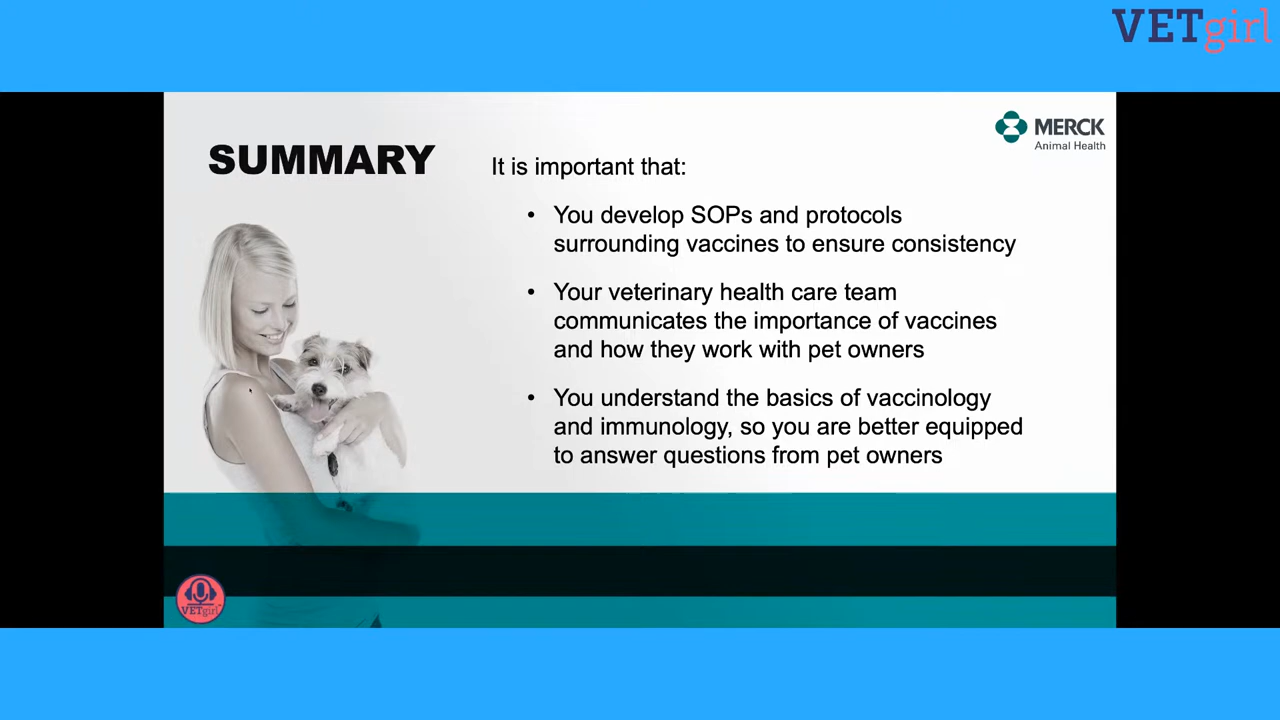 VETgirl
MERCK
Animal Health
SUMMARY
It is important that:
• You develop SOPs and protocols
surrounding vaccines to ensure consistency
• Your veterinary health care team
communicates the importance of vaccines
and how they work with pet owners
• You understand the basics of vaccinology
and immunology, so you are better equipped
to answer questions from pet owners
VETgirl